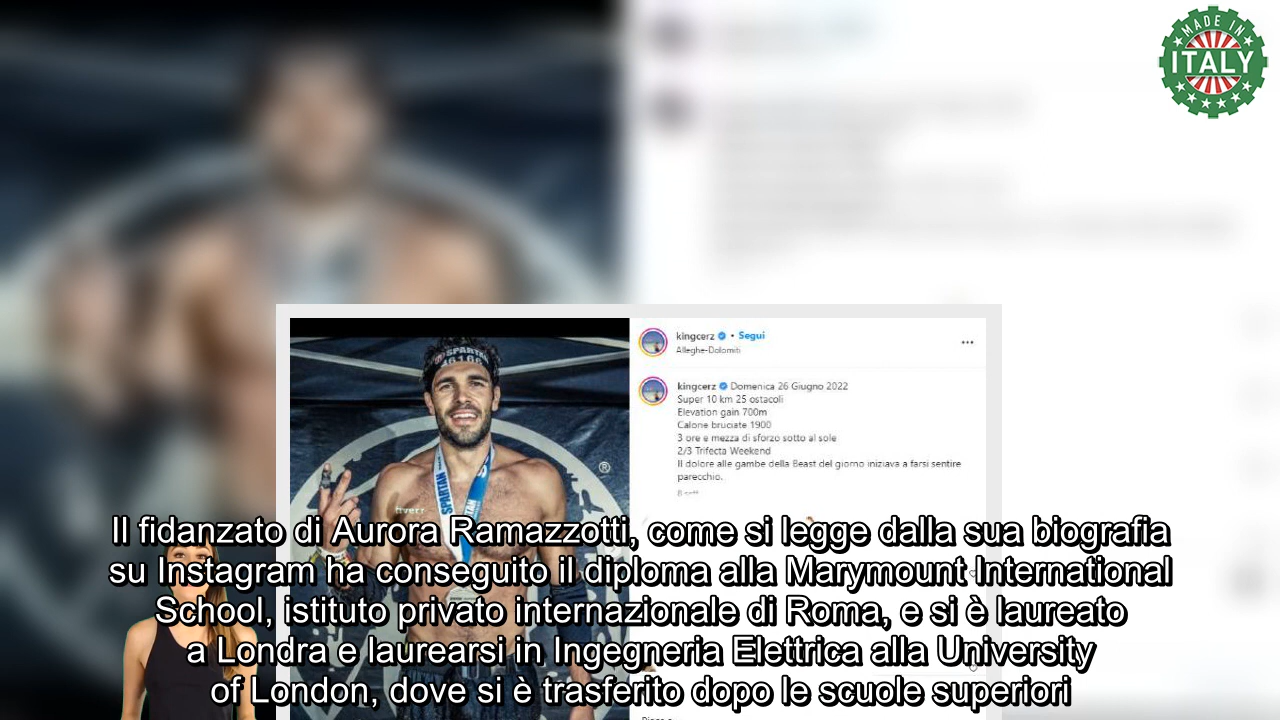 MADE IN
ITALY
kingcerz • Segui
Alleghe-Dolomiti
kingcerz Domenica 26 Giugno 2022
Super 10 km 25 ostacoli
Elevation gain 700m
Calorie bruciate 1900
3 ore e mezza di sforzo sotto al sole
2/3 Trifecta Weekend
Il dolore alle gambe della Beast del giorno iniziava a farsi sentire
parecchio.
SPARTAN
SPARTAN
fiverr
®
Il fidanzato di Aurora Ramazzotti, come si legge dalla sua biografia
su Instagram ha conseguito il diploma alla Marymount International
School, istituto privato internazionale di Roma, e si è laureato
a Londra e laurearsi in Ingegneria Elettrica alla University
of London, dove si è trasferito dopo le scuole superiori